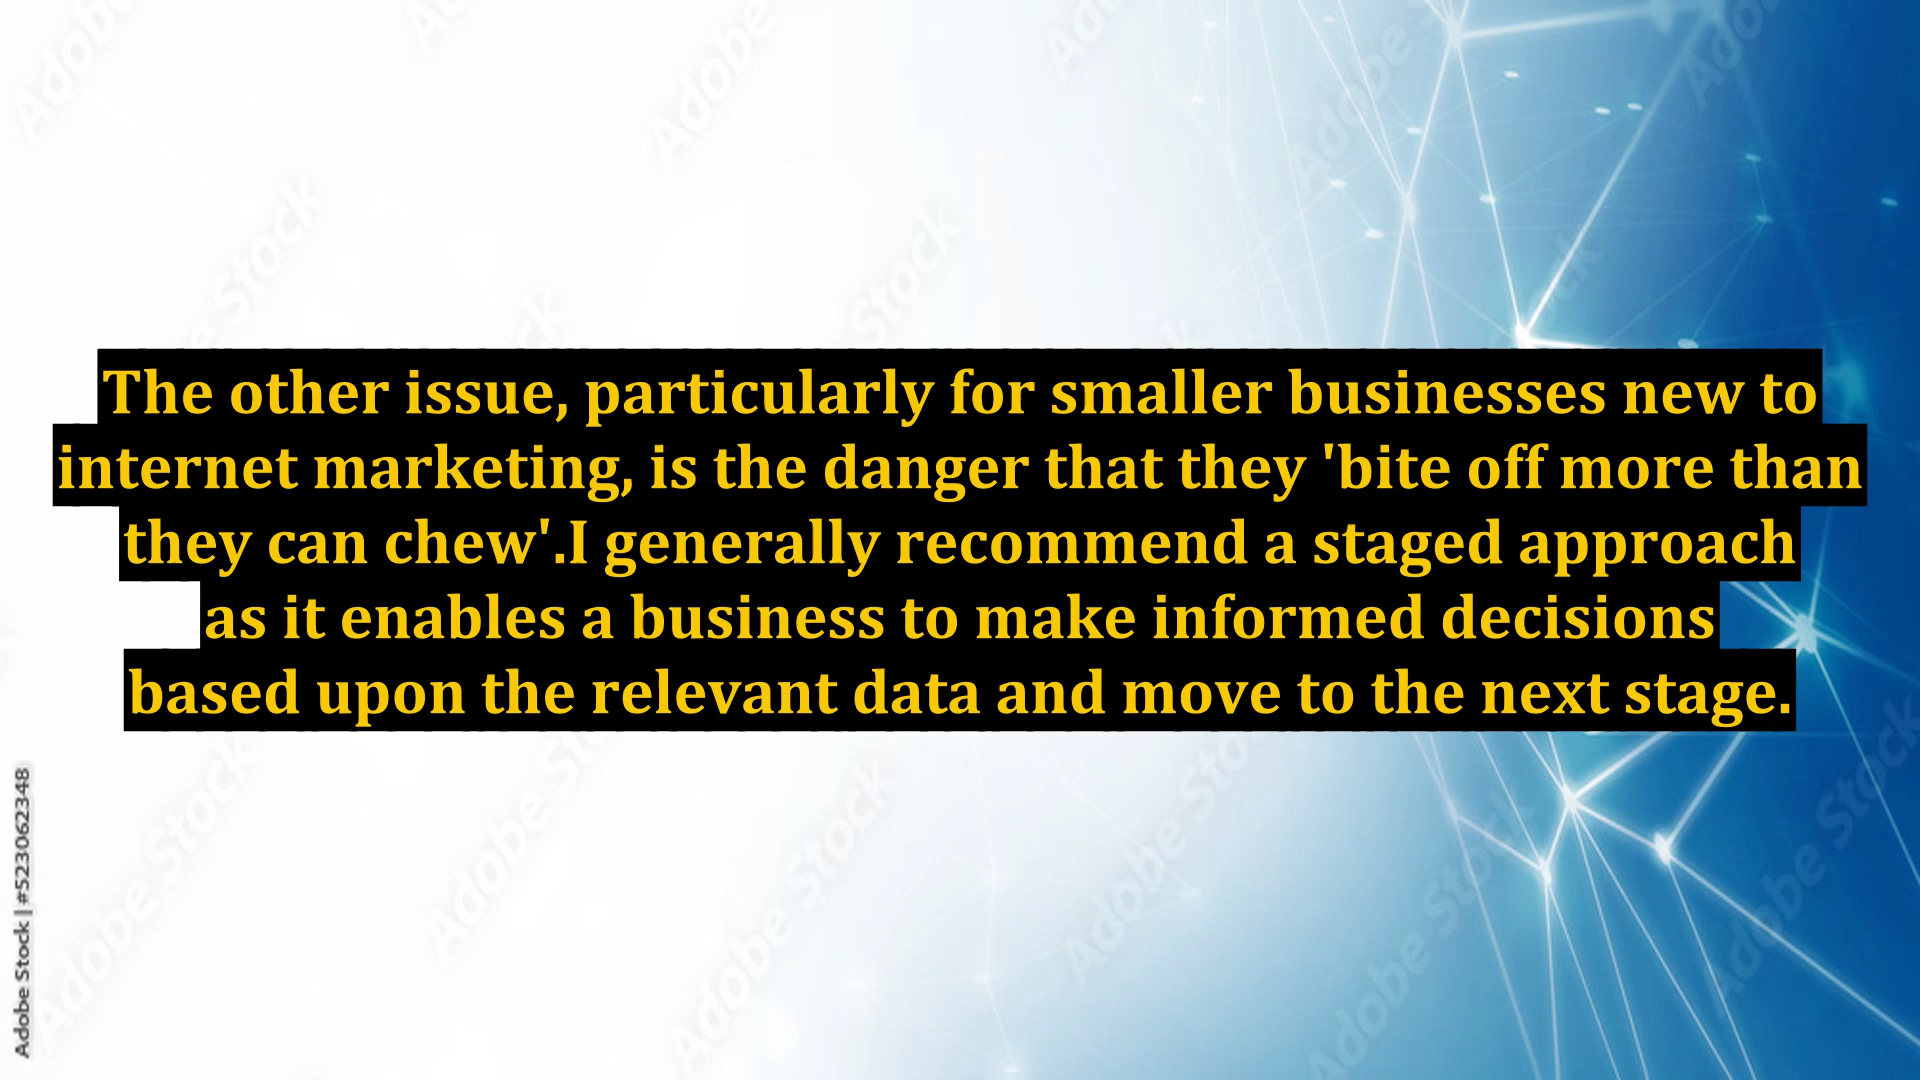 The other issue, particularly for smaller businesses new to
internet marketing, is the danger that they 'bite off more than
they can chew'.I generally recommend a staged approach
as it enables a business to make informed decisions
based upon the relevant data and move to the next stage.
Adobe Stock | #523062348
Adobe Stock